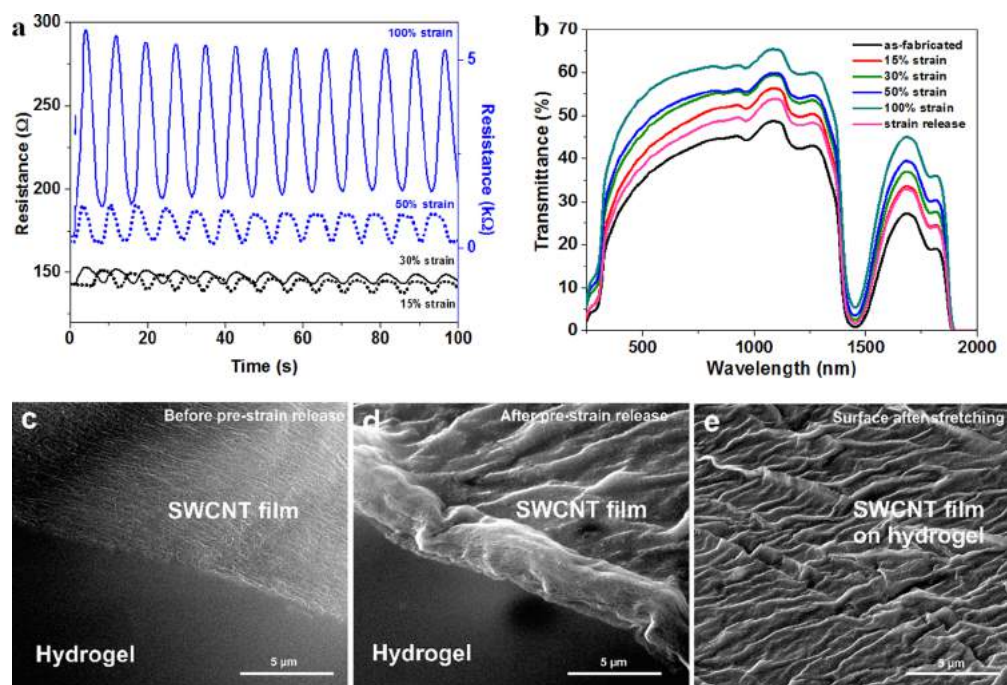 a
300
250
200
150
Resistance (Ω)
100% strain
50% strain
30% strain
15% strain
5
0
Resistance (kΩ)
0 20 40 60 80 100
Time (s)
b
70
60
50
40
30
20
10
0
Transmittance (%)
as-fabricated
15% strain
30% strain
50% strain
100% strain
strain release
500 1000 1500 2000
Wavelength (nm)
c
Before pre-strain release
SWCNT film
Hydrogel
5 µm
d
After pre-strain release
SWCNT film
Hydrogel
5 µm
e
Surface after stretching
SWCNT film
on hydrogel
5 µm